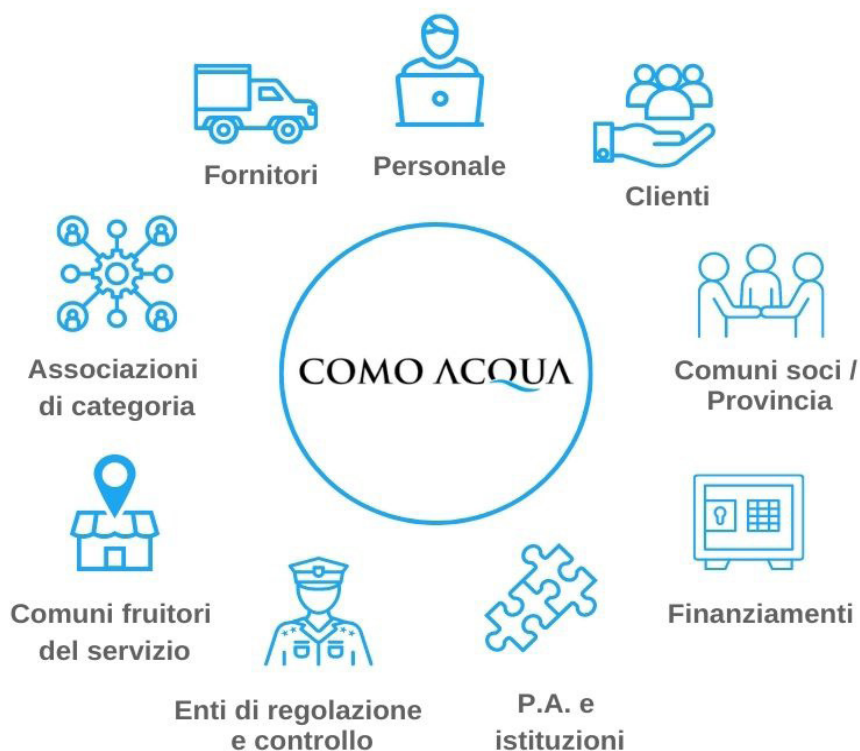 Personale
Fornitori
Clienti
Associazioni
di categoria
COMO ACQUA
Comuni soci /
Provincia
Comuni fruitori
del servizio
Finanziamenti
Enti di regolazione
e controllo
P.A. e
istituzioni